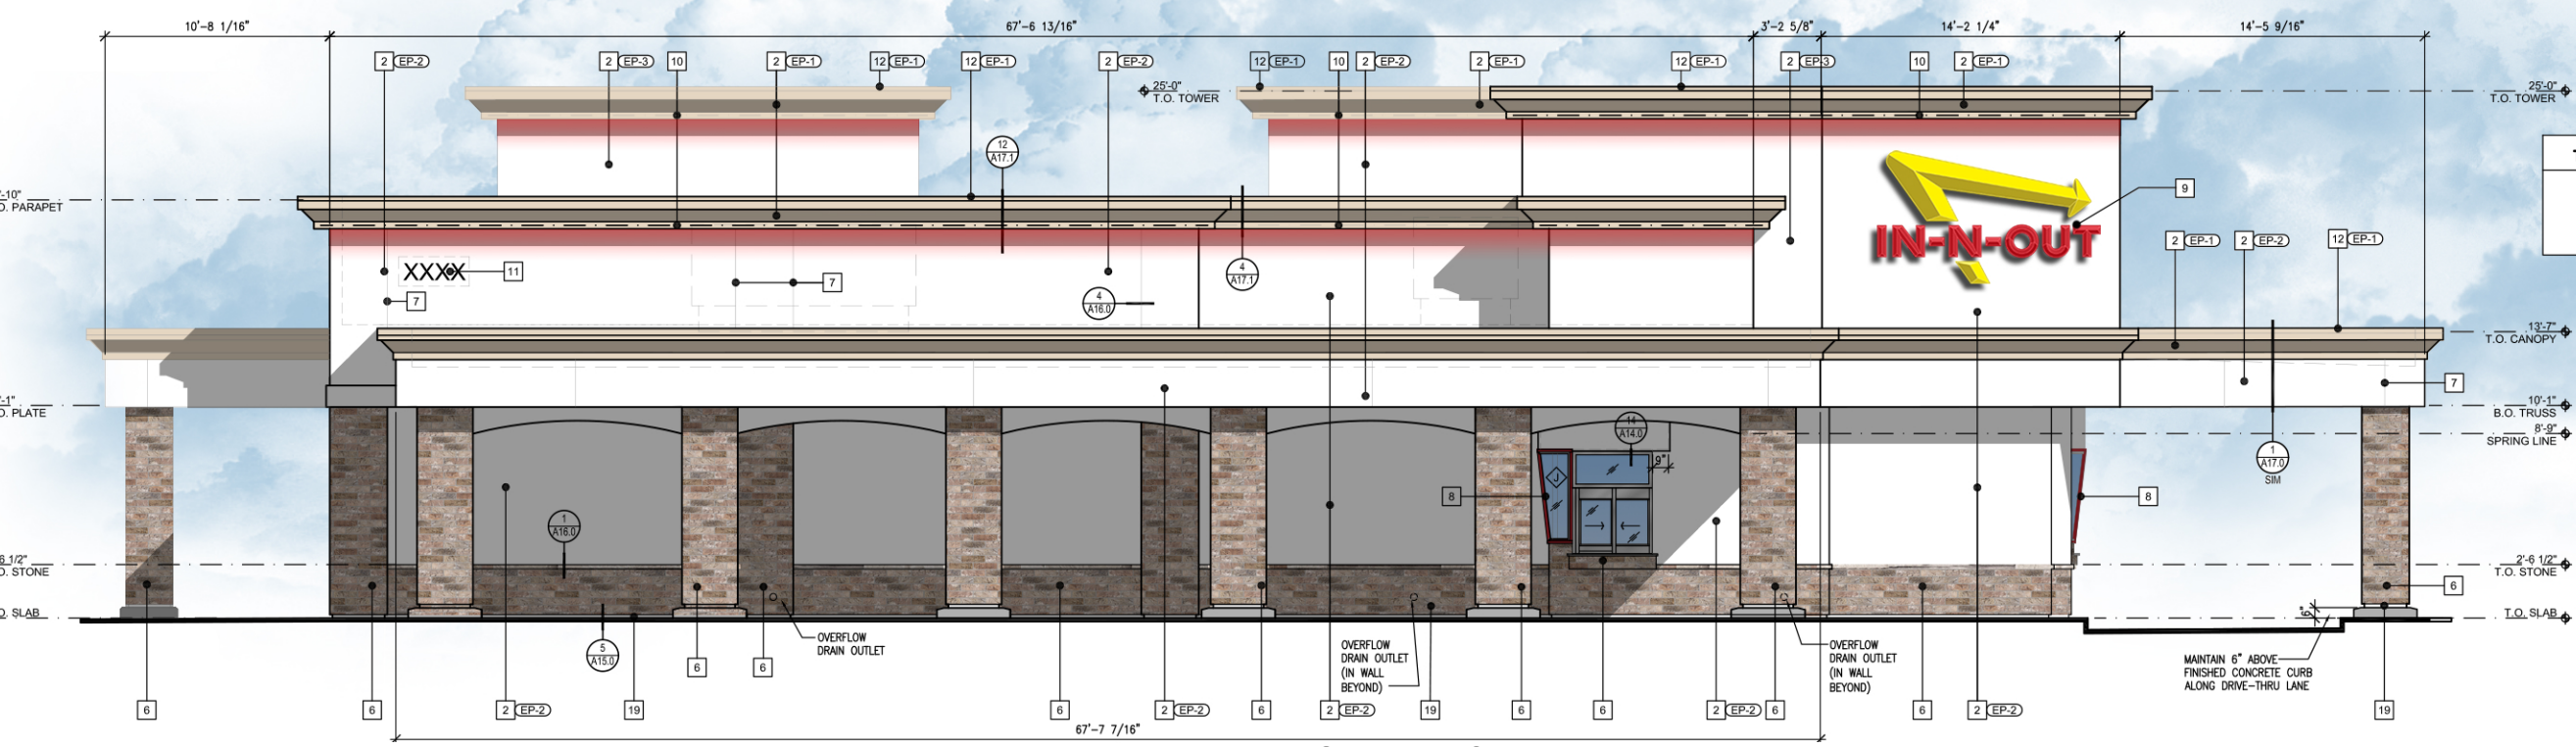 10'-8 1/16"
67'-6 13/16"
3'-2 5/8"
14'-2 1/4"
14'-5 9/16"
2 EP-2
2 EP-3
10
2 EP-1
12 EP-1
12 EP-1
2 EP-2
12 EP-1
10
2 EP-2
2 EP-1
12 EP-1
2 EP-3
10
2 EP-1
25'-0"
T.O. TOWER
25'-0"
T.O. TOWER
12
A17.1
-10"
O. PARAPET
9
IN-N-OUT
2 EP-1
2 EP-2
12 EP-1
XXXX
11
7
7
4
A17.1
4
A16.0
13'-7"
T.O. CANOPY
7
-1"
O. PLATE
10'-1"
B.O. TRUSS
8'-9"
SPRING LINE
14
A14.0
9"
J
8
8
1
A17.0
SIM
1
A16.0
6 1/2"
O. STONE
2'-6 1/2"
T.O. STONE
6
O. SLAB
6"
T.O. SLAB
OVERFLOW
DRAIN OUTLET
5
A15.0
6
6
OVERFLOW
DRAIN OUTLET
(IN WALL
BEYOND)
OVERFLOW
DRAIN OUTLET
(IN WALL
BEYOND)
MAINTAIN 6" ABOVE
FINISHED CONCRETE CURB
ALONG DRIVE-THRU LANE
6
6
2 EP-2
19
6
2 EP-2
6
2 EP-2
19
6
6
2 EP-2
6
6
2 EP-2
19
67'-7 7/16"